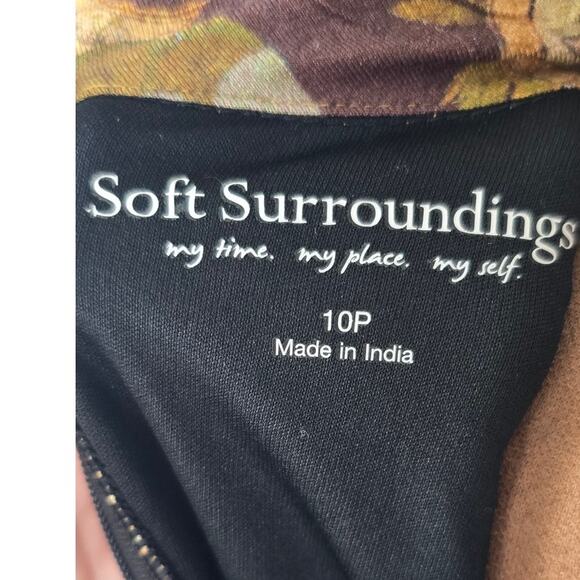 Soft Surroundings
my time. my place. my self.
10P
Made in India